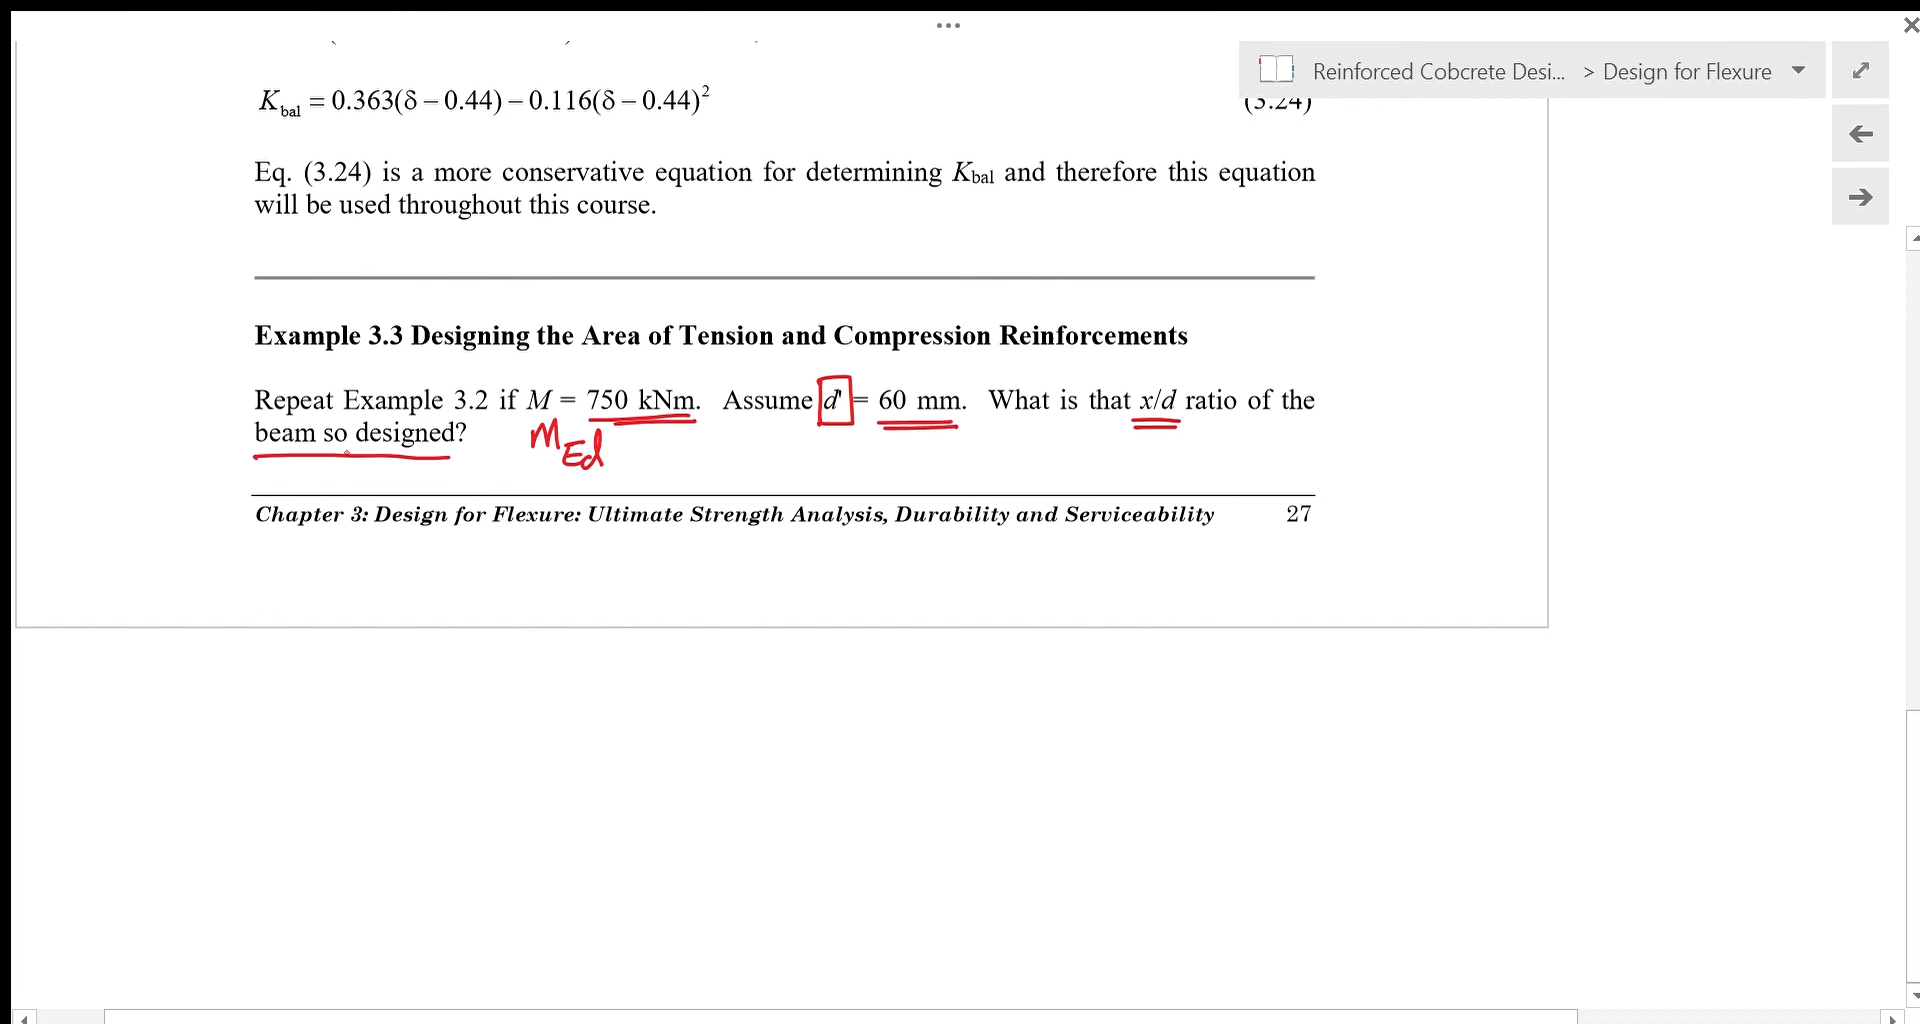 Reinforced Cobcrete Desi... > Design for Flexure
K_bal = 0.363(δ – 0.44) – 0.116(δ – 0.44)² (3.24)
Eq. (3.24) is a more conservative equation for determining K_bal and therefore this equation
will be used throughout this course.
Example 3.3 Designing the Area of Tension and Compression Reinforcements
Repeat Example 3.2 if M = 750 kNm. Assume d' = 60 mm. What is that x/d ratio of the
beam so designed?
M_Ed
Chapter 3: Design for Flexure: Ultimate Strength Analysis, Durability and Serviceability 27